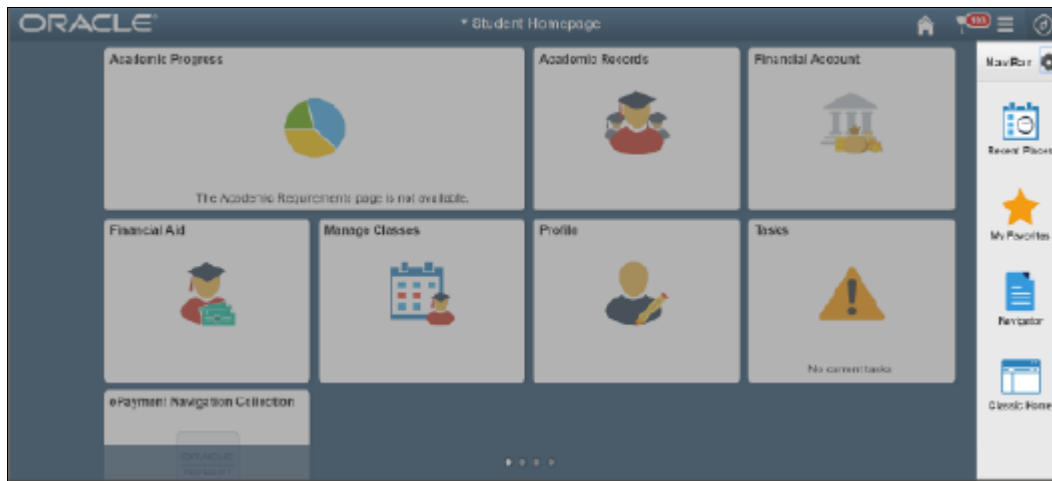 ORACLE
Student Homepage
Academic Progress
Academic Records
Financial Account
NavBar
The Academic Requirements page is not available.
Recent Places
My Favorites
Financial Aid
Manage Classes
Profile
Tasks
Navigator
No current tasks
Classic Home
ePayment Navigation Collection
ORACLE